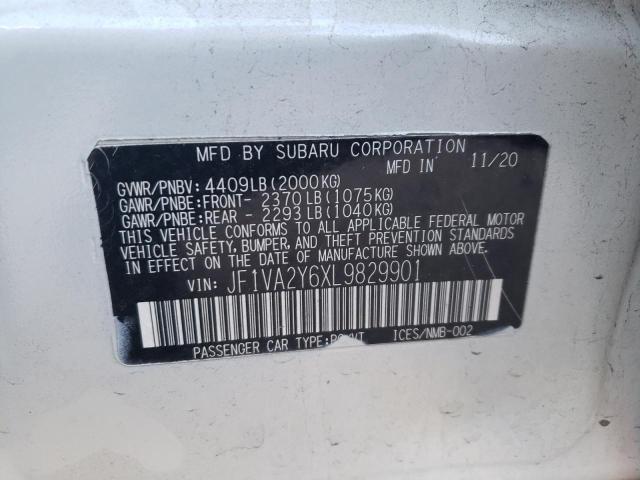 MFD BY SUBARU CORPORATION
MFD IN 11/20
GVWR/PNBV: 4409LB(2000KG)
GAWR/PNBE:FRONT- 2370LB(1075KG)
GAWR/PNBE:REAR - 2293LB(1040KG)
THIS VEHICLE CONFORMS TO ALL APPLICABLE FEDERAL MOTOR
VEHICLE SAFETY, BUMPER, AND THEFT PREVENTION STANDARDS
IN EFFECT ON THE DATE OF MANUFACTURE SHOWN ABOVE.
VIN: JF1VA2Y6XL9829901
PASSENGER CAR TYPE: ICES/NMB-002